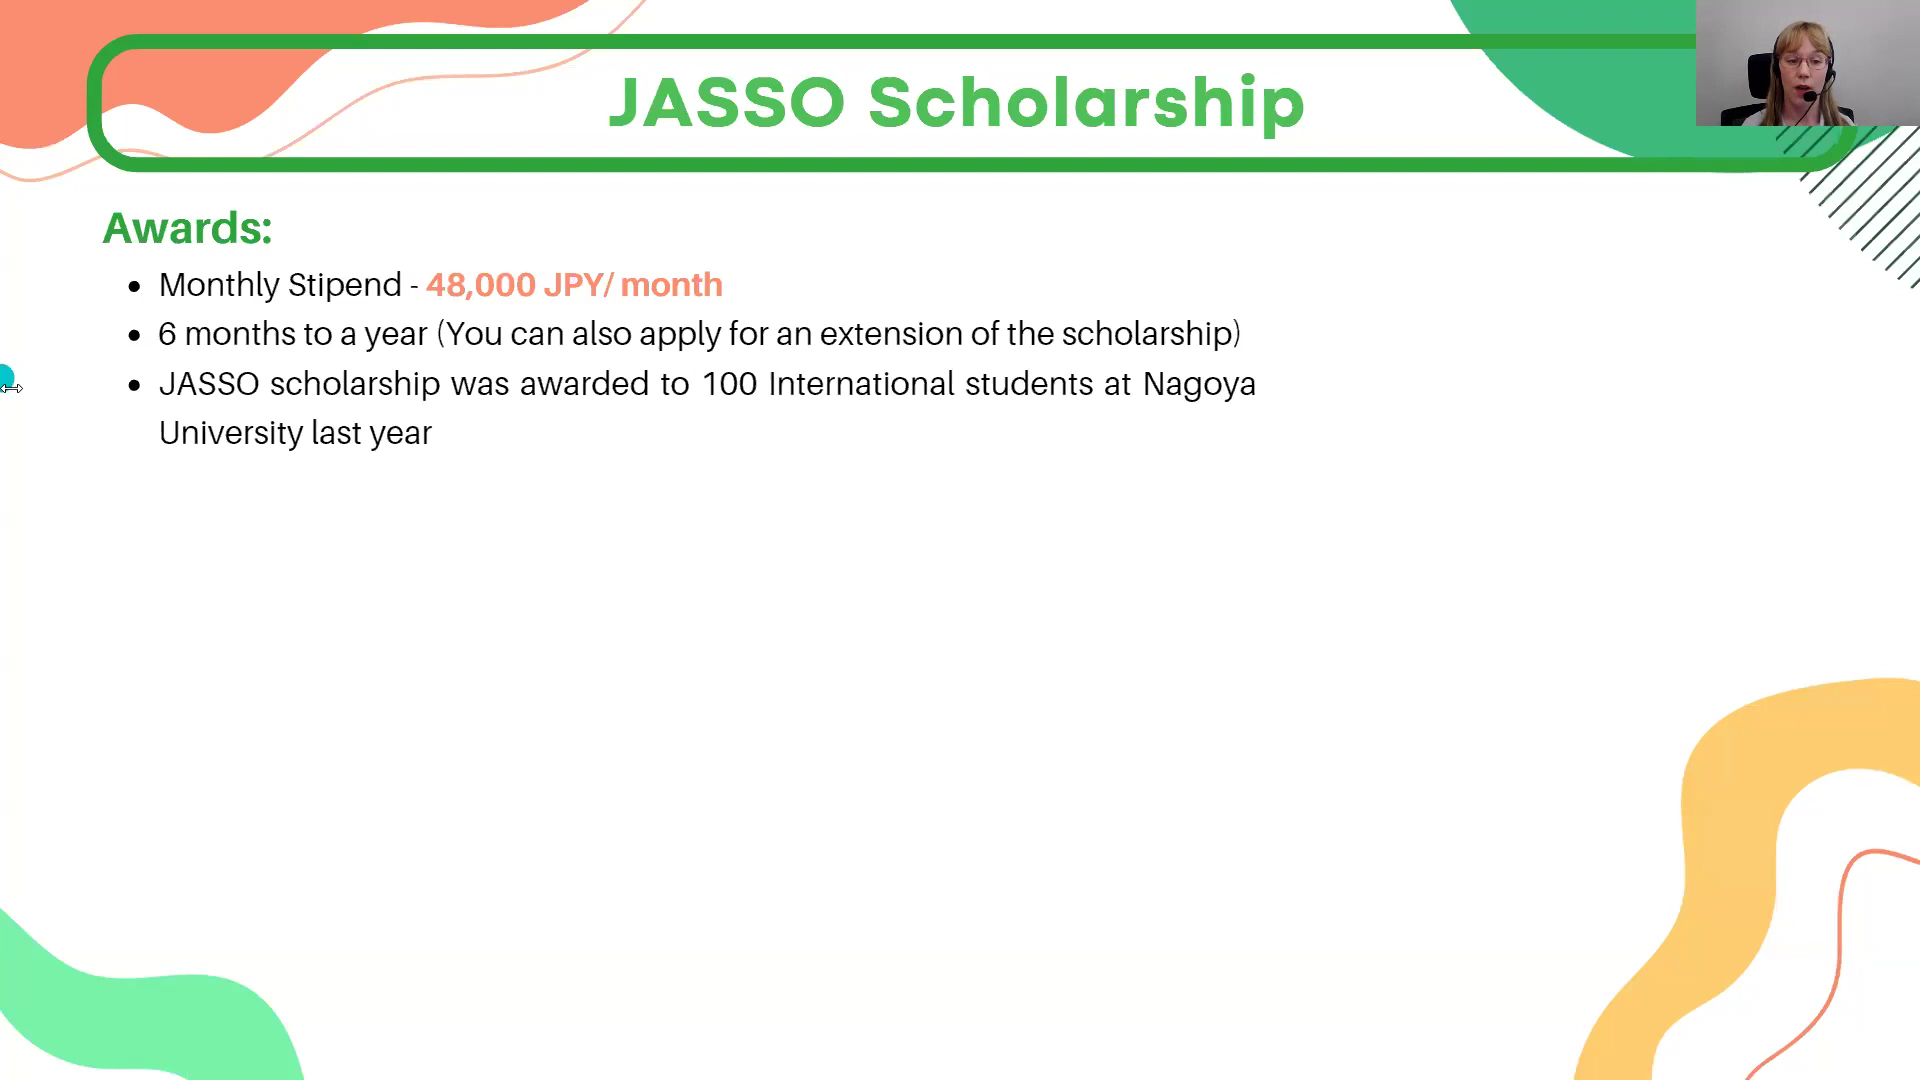 JASSO Scholarship
Awards:
• Monthly Stipend - 48,000 JPY/ month
• 6 months to a year (You can also apply for an extension of the scholarship)
• JASSO scholarship was awarded to 100 International students at Nagoya
University last year